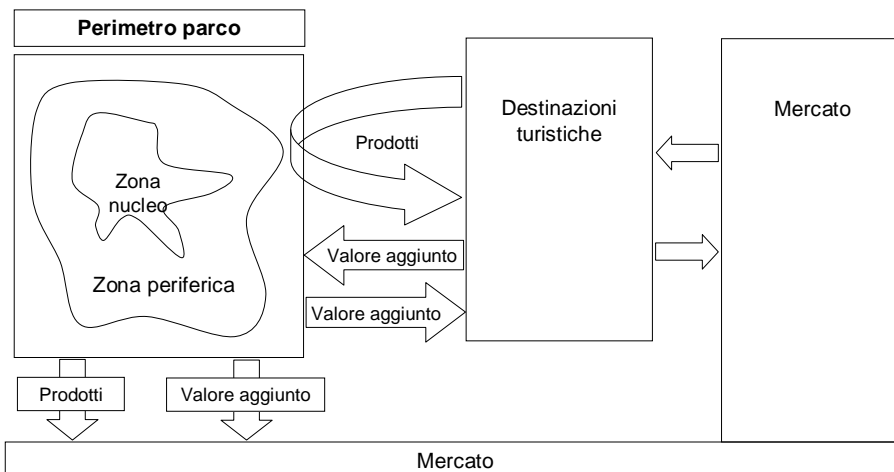 Perimetro parco
Zona
nucleo
Zona periferica
Prodotti
Valore aggiunto
Valore aggiunto
Destinazioni
turistiche
Mercato
Prodotti
Valore aggiunto
Mercato